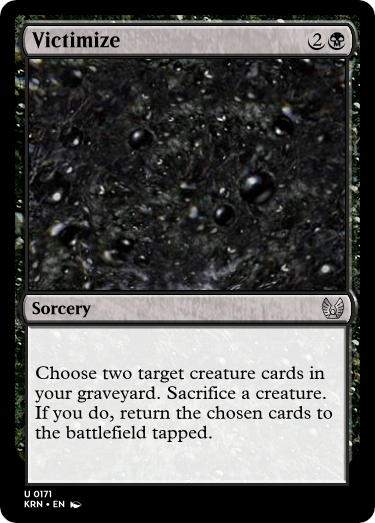 Victimize 2
Sorcery
Choose two target creature cards in
your graveyard. Sacrifice a creature.
If you do, return the chosen cards to
the battlefield tapped.
U 0171
KRN • EN